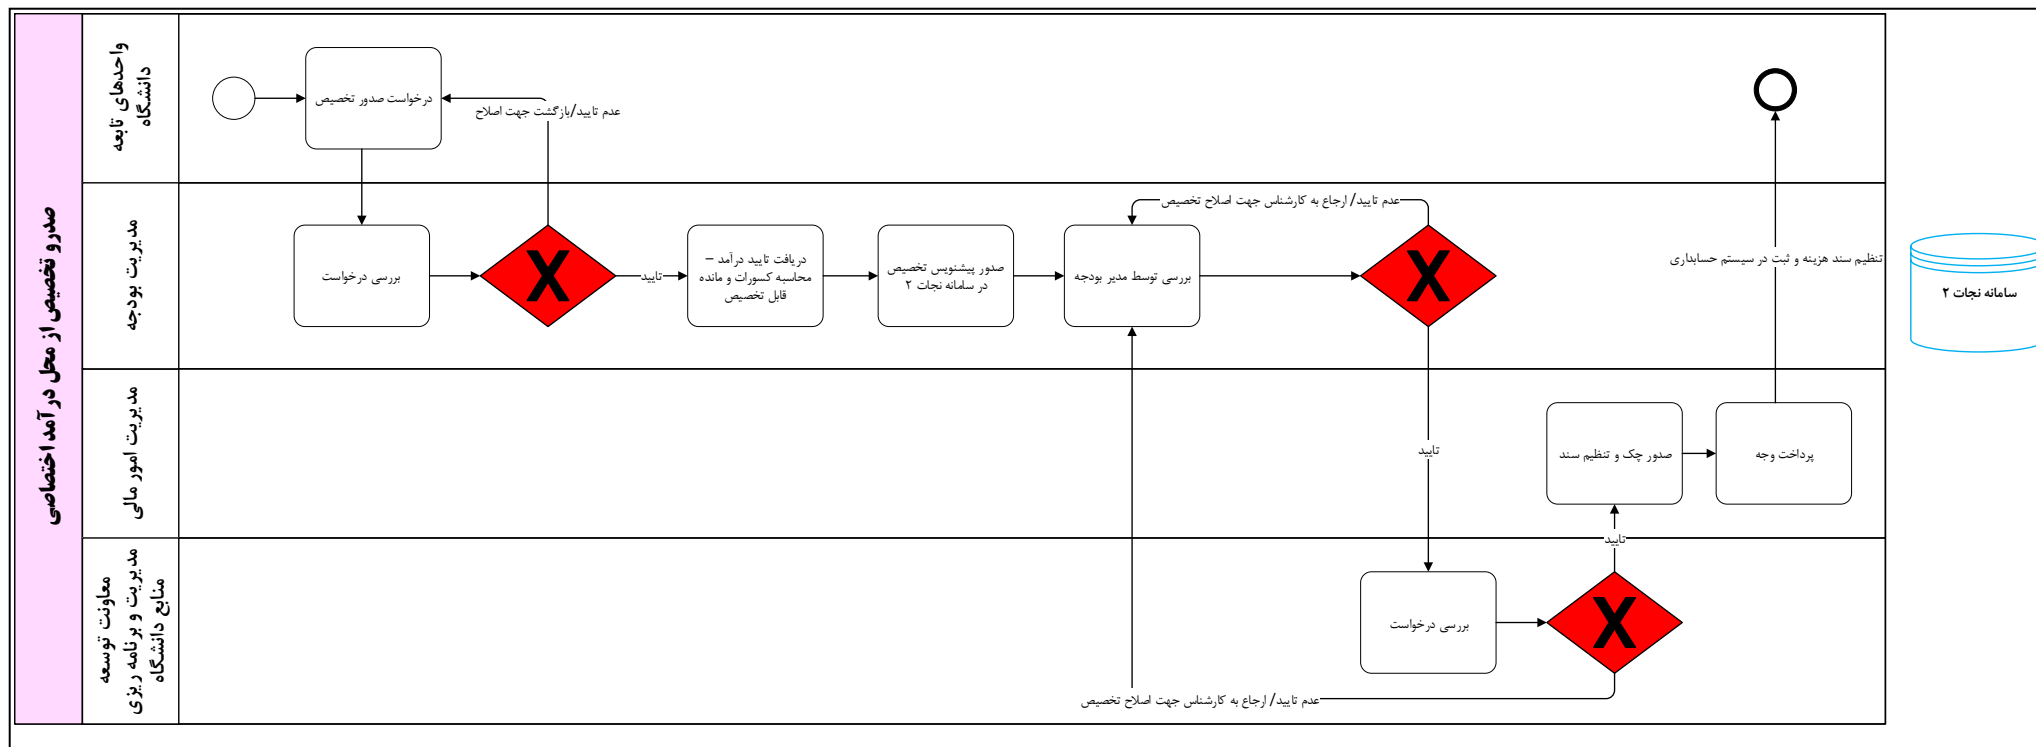 صدرو تخصیص از محل درآمد اختصاصی
واحدهای تابعه
دانشگاه
درخواست صدور تخصیص
عدم تایید/بازگشت جهت اصلاح
مدیریت بودجه
بررسی درخواست
تایید
دریافت تایید درآمد –
محاسبه کسورات و مانده
قابل تخصیص
صدور پیشنویس تخصیص
در سامانه نجات ۲
بررسی توسط مدیر بودجه
عدم تایید/ ارجاع به کارشناس جهت اصلاح تخصیص
تنظیم سند هزینه و ثبت در سیستم حسابداری
سامانه نجات ۲
مدیریت امور مالی
تایید
صدور چک و تنظیم سند
پرداخت وجه
معاونت توسعه
مدیریت و برنامه ریزی
منابع دانشگاه
بررسی درخواست
تایید
عدم تایید/ ارجاع به کارشناس جهت اصلاح تخصیص